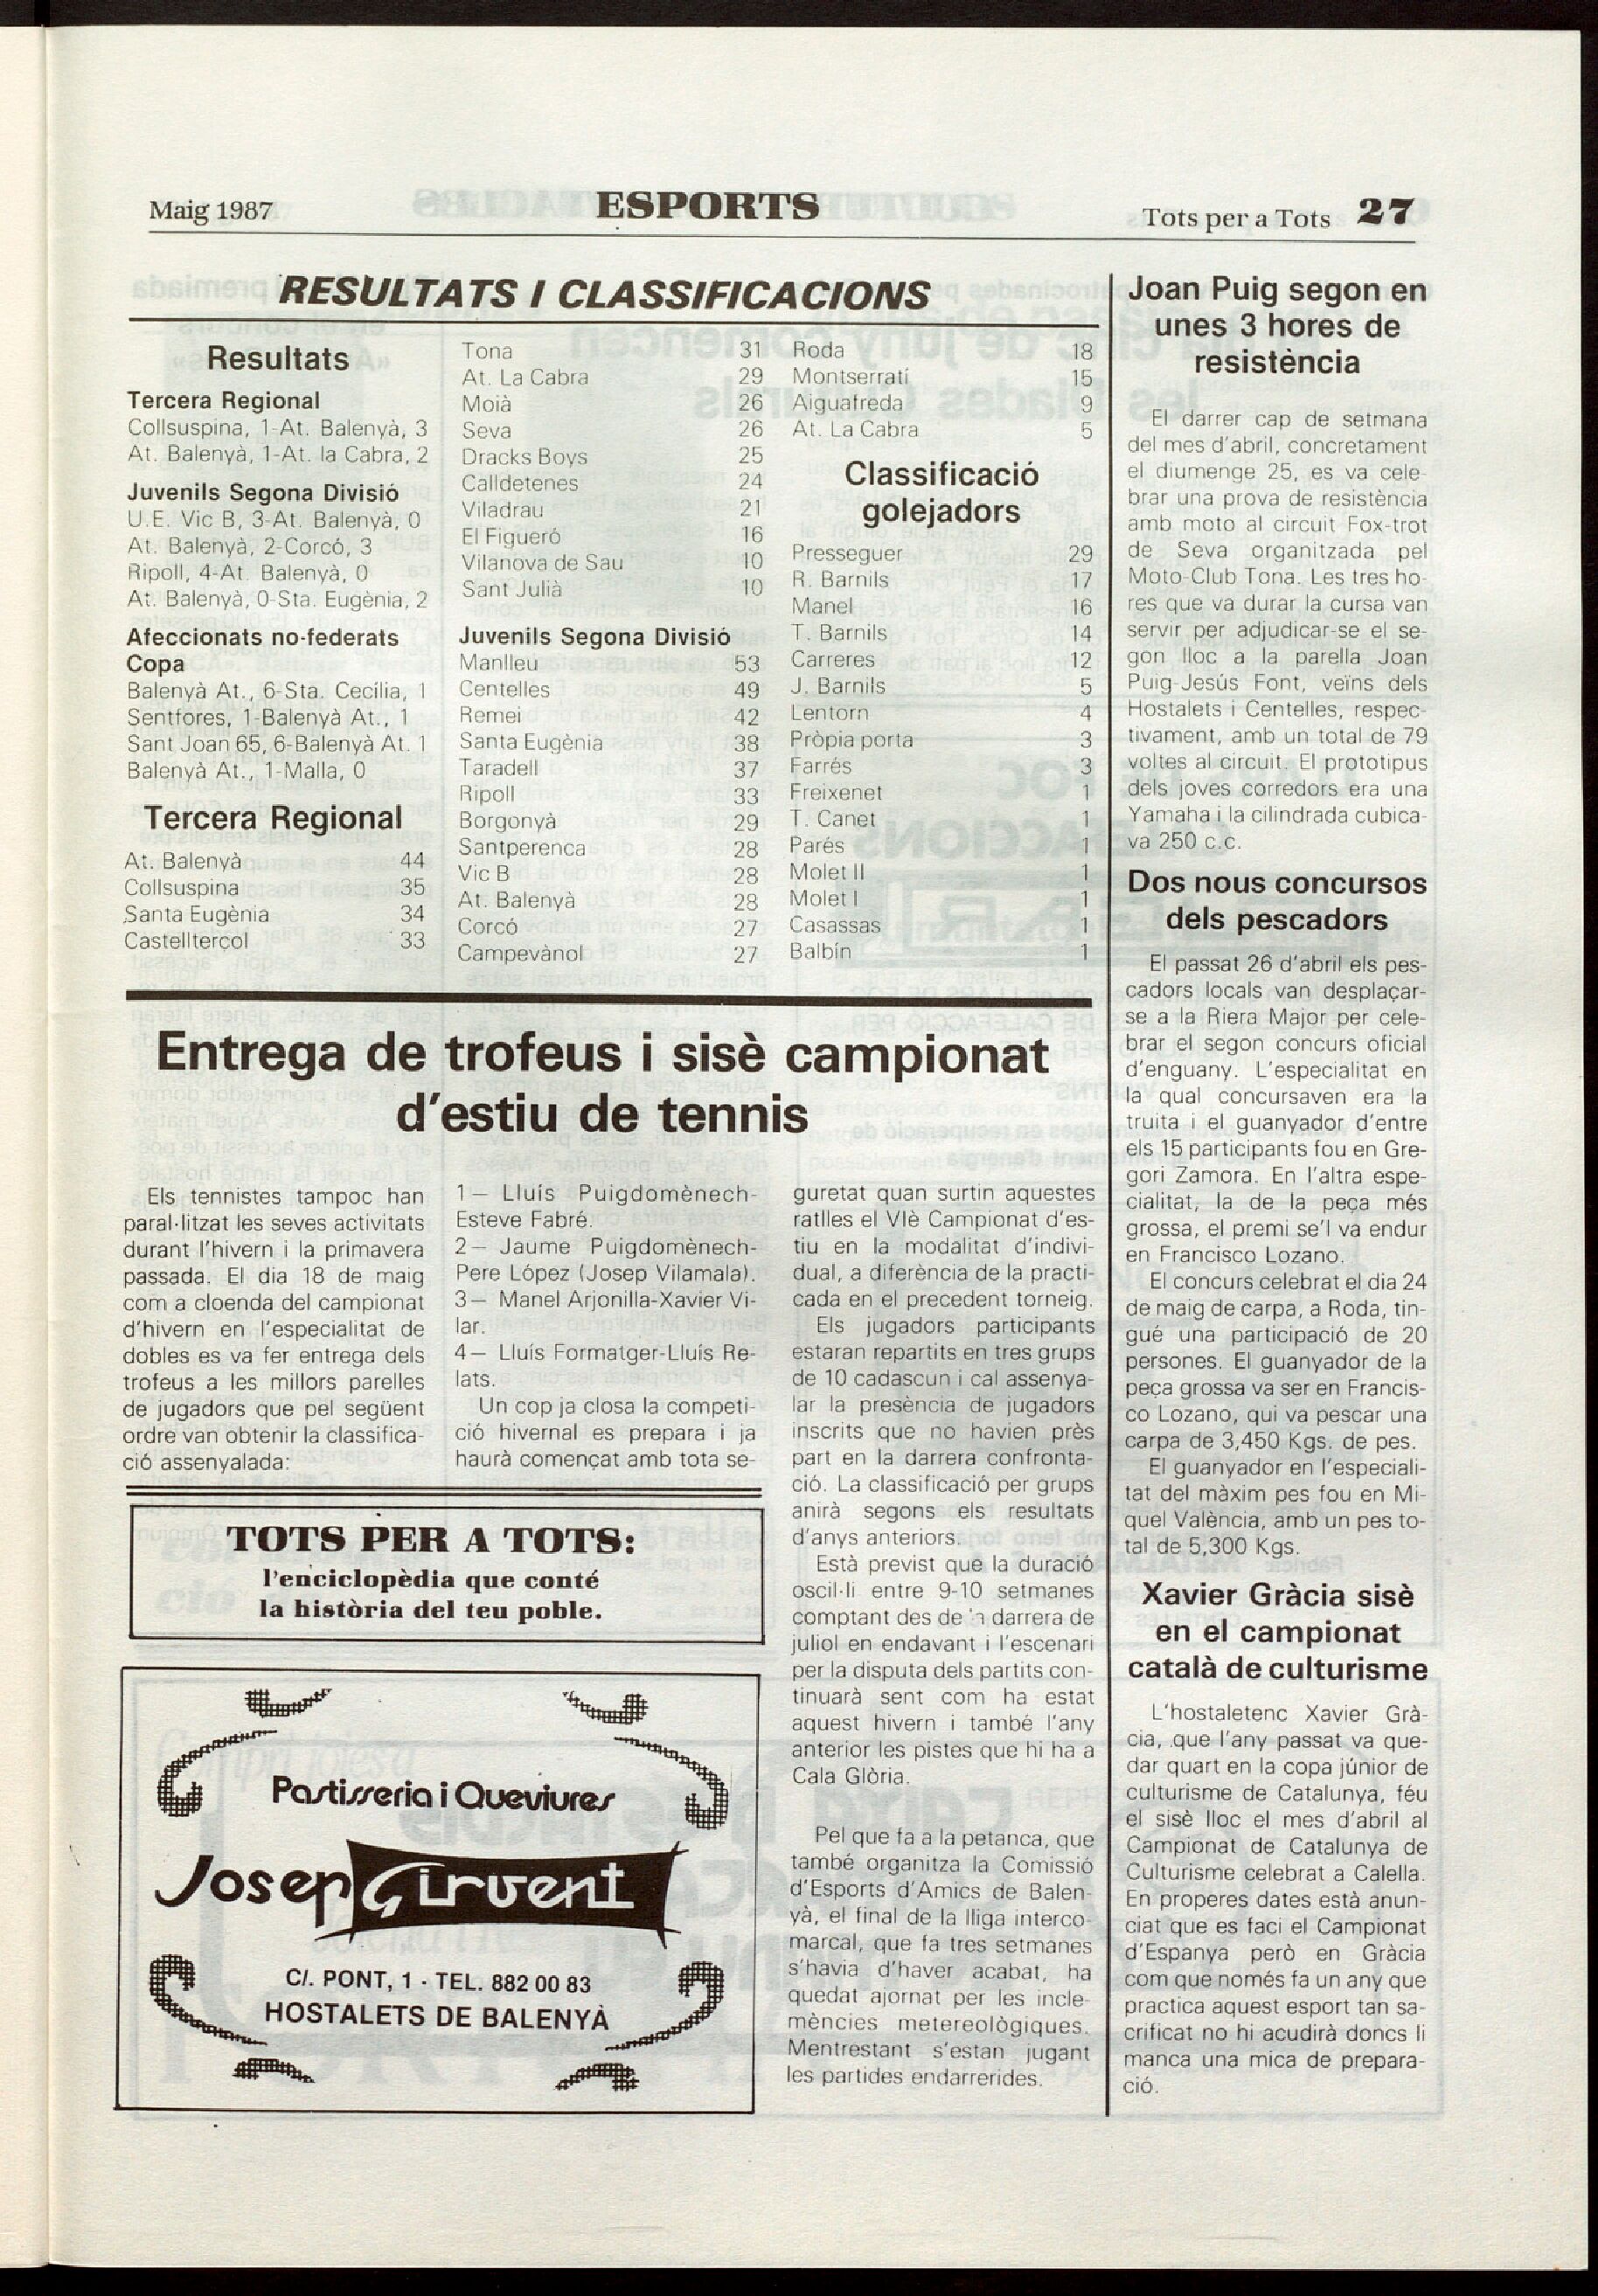 Maig 1987
ESPORTS
Tots per a Tots 27
RESULTATS I CLASSIFICACIONS
Resultats
Tercera Regional
Collsuspina, 1-At. Balenyà, 3
At. Balenyà, 1-At. la Cabra, 2
Juvenils Segona Divisió
U.E. Vic B, 3-At. Balenyà, 0
At. Balenyà, 2-Corcó, 3
Ripoll, 4-At. Balenyà, 0
At. Balenyà, 0-Sta. Eugènia, 2
Afeccionats no-federats
Copa
Balenyà At., 6-Sta. Cecília, 1
Sentfores, 1-Balenyà At., 1
Sant Joan 65, 6-Balenyà At. 1
Balenyà At., 1-Malla, 0
Tercera Regional
At. Balenyà 44
Collsuspina 35
Santa Eugènia 34
Castellterçol 33
Tona 31
At. La Cabra 29
Moià 26
Seva 26
Dracks Boys 25
Calldetenes 24
Viladrau 21
El Figueró 16
Vilanova de Sau 10
Sant Julià 10
Juvenils Segona Divisió
Manlleu 53
Centelles 49
Remei 42
Santa Eugènia 38
Taradell 37
Ripoll 33
Borgonyà 29
Santperenca 28
Vic B 28
At. Balenyà 28
Corcó 27
Campevànol 27
Roda 18
Montserratí 15
Aiguafreda 9
At. La Cabra 5
Classificació
golejadors
Presseguer 29
R. Barnils 17
Manel 16
T. Barnils 14
Carreres 12
J. Barnils 5
Lentorn 4
Pròpia porta 3
Farrés 3
Freixenet 1
T. Canet 1
Parés 1
Molet II 1
Molet I 1
Casassas 1
Balbín 1
Entrega de trofeus i sisè campionat
d'estiu de tennis
Els tennistes tampoc han
paral·litzat les seves activitats
durant l'hivern i la primavera
passada. El dia 18 de maig
com a cloenda del campionat
d'hivern en l'especialitat de
dobles es va fer entrega dels
trofeus a les millors parelles
de jugadors que pel següent
ordre van obtenir la classifica-
ció assenyalada:
1— Lluís Puigdomènech-
Esteve Fabré.
2— Jaume Puigdomènech-
Pere López (Josep Vilamala).
3— Manel Arjonilla-Xavier Vi-
lar.
4— Lluís Formatger-Lluís Re-
lats.
Un cop ja closa la competi-
ció hivernal es prepara i ja
haurà començat amb tota se-
guretat quan surtin aquestes
ratlles el VIè Campionat d'es-
tiu en la modalitat d'indivi-
dual, a diferència de la practi-
cada en el precedent torneig.
Els jugadors participants
estaran repartits en tres grups
de 10 cadascun i cal assenya-
lar la presència de jugadors
inscrits que no havien près
part en la darrera confronta-
ció. La classificació per grups
anirà segons els resultats
d'anys anteriors.
Està previst que la duració
oscil·li entre 9-10 setmanes
comptant des de darrera de
juliol en endavant i l'escenari
per la disputa dels partits con-
tinuarà sent com ha estat
aquest hivern i també l'any
anterior les pistes que hi ha a
Cala Glòria.
Pel que fa a la petanca, que
també organitza la Comissió
d'Esports d'Amics de Balen-
yà, el final de la lliga interco-
marcal, que fa tres setmanes
s'havia d'haver acabat, ha
quedat ajornat per les incle-
mències metereològiques.
Mentrestant s'estan jugant
les partides endarrerides.
TOTS PER A TOTS:
l'enciclopèdia que conté
la història del teu poble.
Pastisseria i Queviures
Josep Girvent
C/. PONT, 1 - TEL. 882 00 83
HOSTALETS DE BALENYÀ
Joan Puig segon en
unes 3 hores de
resistència
El darrer cap de setmana
del mes d'abril, concretament
el diumenge 25, es va cele-
brar una prova de resistència
amb moto al circuit Fox-trot
de Seva organitzada pel
Moto-Club Tona. Les tres ho-
res que va durar la cursa van
servir per adjudicar-se el se-
gon lloc a la parella Joan
Puig-Jesús Font, veïns dels
Hostalets i Centelles, respec-
tivament, amb un total de 79
voltes al circuit. El prototipus
dels joves corredors era una
Yamaha i la cilindrada cubica-
va 250 c.c.
Dos nous concursos
dels pescadors
El passat 26 d'abril els pes-
cadors locals van desplaçar-
se a la Riera Major per cele-
brar el segon concurs oficial
d'enguany. L'especialitat en
la qual concursaven era la
truita i el guanyador d'entre
els 15 participants fou en Gre-
gori Zamora. En l'altra espe-
cialitat, la de la peça més
grossa, el premi se'l va endur
en Francisco Lozano.
El concurs celebrat el dia 24
de maig de carpa, a Roda, tin-
gué una participació de 20
persones. El guanyador de la
peça grossa va ser en Francis-
co Lozano, qui va pescar una
carpa de 3,450 Kgs. de pes.
El guanyador en l'especiali-
tat del màxim pes fou en Mi-
quel València, amb un pes to-
tal de 5,300 Kgs.
Xavier Gràcia sisè
en el campionat
català de culturisme
L'hostaletenc Xavier Grà-
cia, que l'any passat va que-
dar quart en la copa júnior de
culturisme de Catalunya, féu
el sisè lloc el mes d'abril al
Campionat de Catalunya de
Culturisme celebrat a Calella.
En properes dates està anun-
ciat que es faci el Campionat
d'Espanya però en Gràcia
com que només fa un any que
practica aquest esport tan sa-
crificat no hi acudirà doncs li
manca una mica de prepara-
ció.